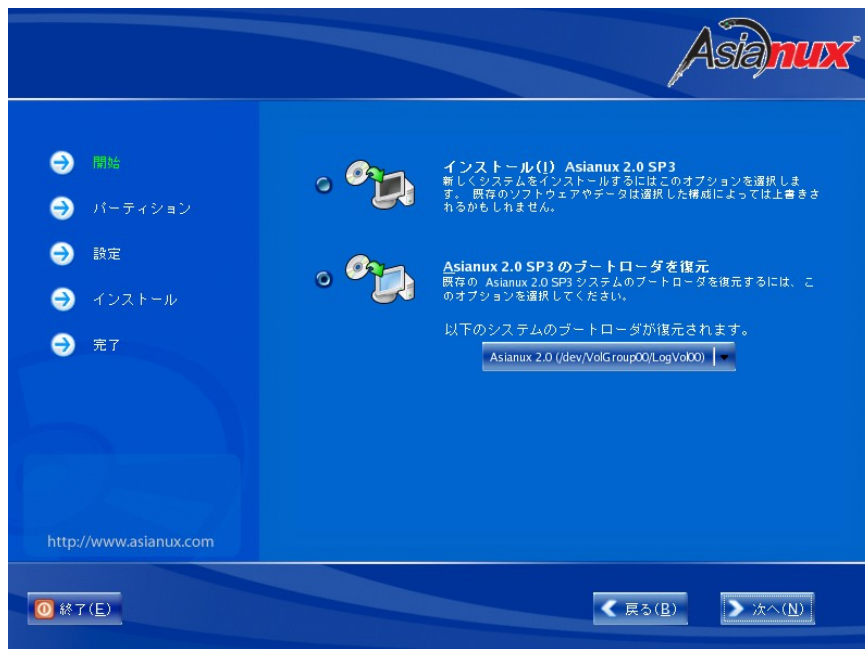 Asianux
開始
パーティション
設定
インストール
完了
インストール(I) Asianux 2.0 SP3
新しくシステムをインストールするにはこのオプションを選択しま
す。 既存のソフトウェアやデータは選択した構成によっては上書きさ
れるかもしれません。
Asianux 2.0 SP3 のブートローダを復元
既存の Asianux 2.0 SP3 システムのブートローダを復元するには、こ
のオプションを選択してください。
以下のシステムのブートローダが復元されます。
Asianux 2.0 (/dev/VolGroup00/LogVol00)
http://www.asianux.com
終了(E)
戻る(B)
次へ(N)